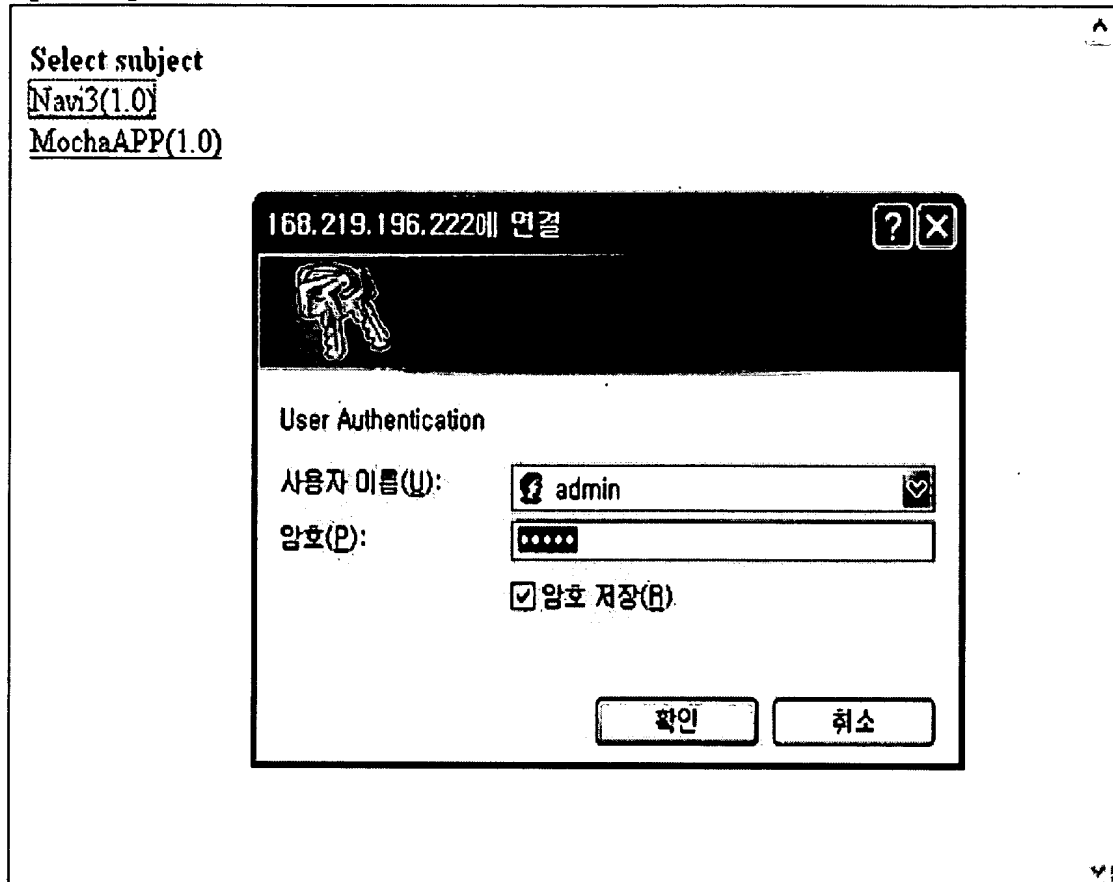 Select subject
Navi3(1.0)
MochaAPP(1.0)
168.219.196.222에 연결
User Authentication
사용자 이름(U):
admin
암호(P):
•••••
암호 저장(R)
확인
취소